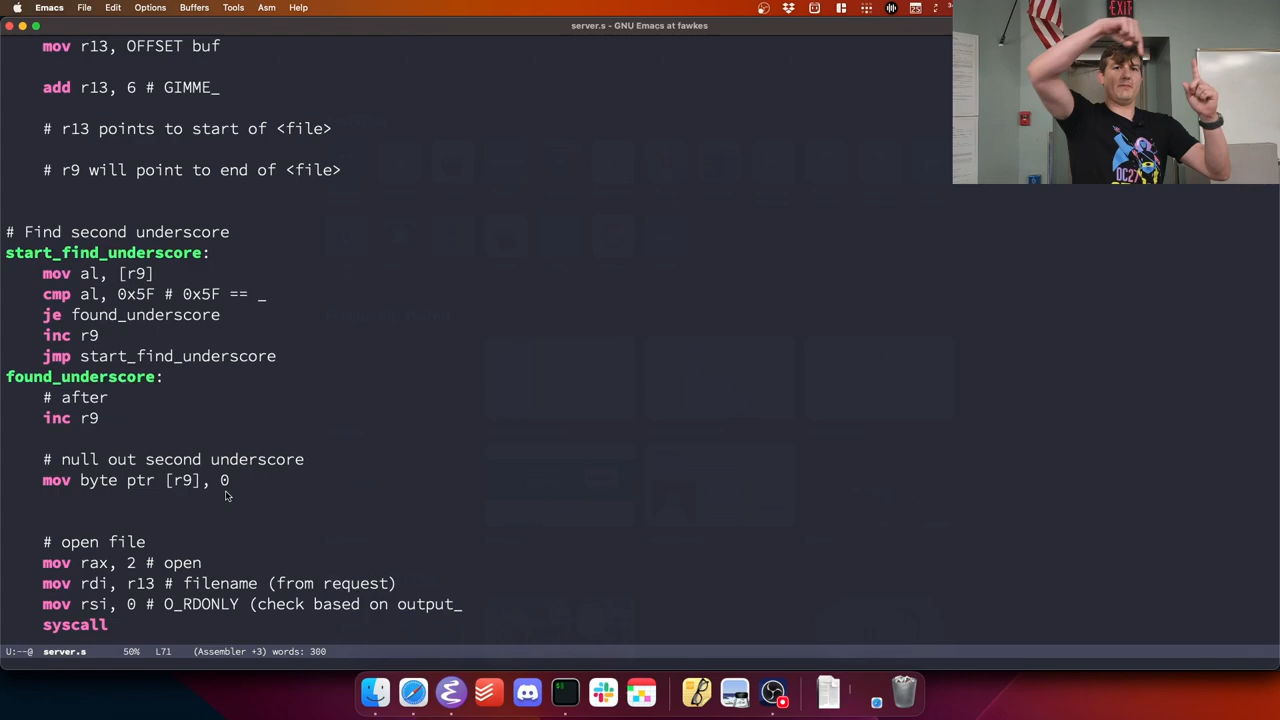 Emacs File Edit Options Buffers Tools Asm Help
server.s - GNU Emacs at fawkes
EXIT
mov r13, OFFSET buf
add r13, 6 # GIMME_
# r13 points to start of <file>
# r9 will point to end of <file>
# Find second underscore
start_find_underscore:
mov al, [r9]
cmp al, 0x5F # 0x5F == _
je found_underscore
inc r9
jmp start_find_underscore
found_underscore:
# after
inc r9
# null out second underscore
mov byte ptr [r9], 0
# open file
mov rax, 2 # open
mov rdi, r13 # filename (from request)
mov rsi, 0 # O_RDONLY (check based on output_
syscall
U:--@ server.s 50% L71 (Assembler +3) words: 300